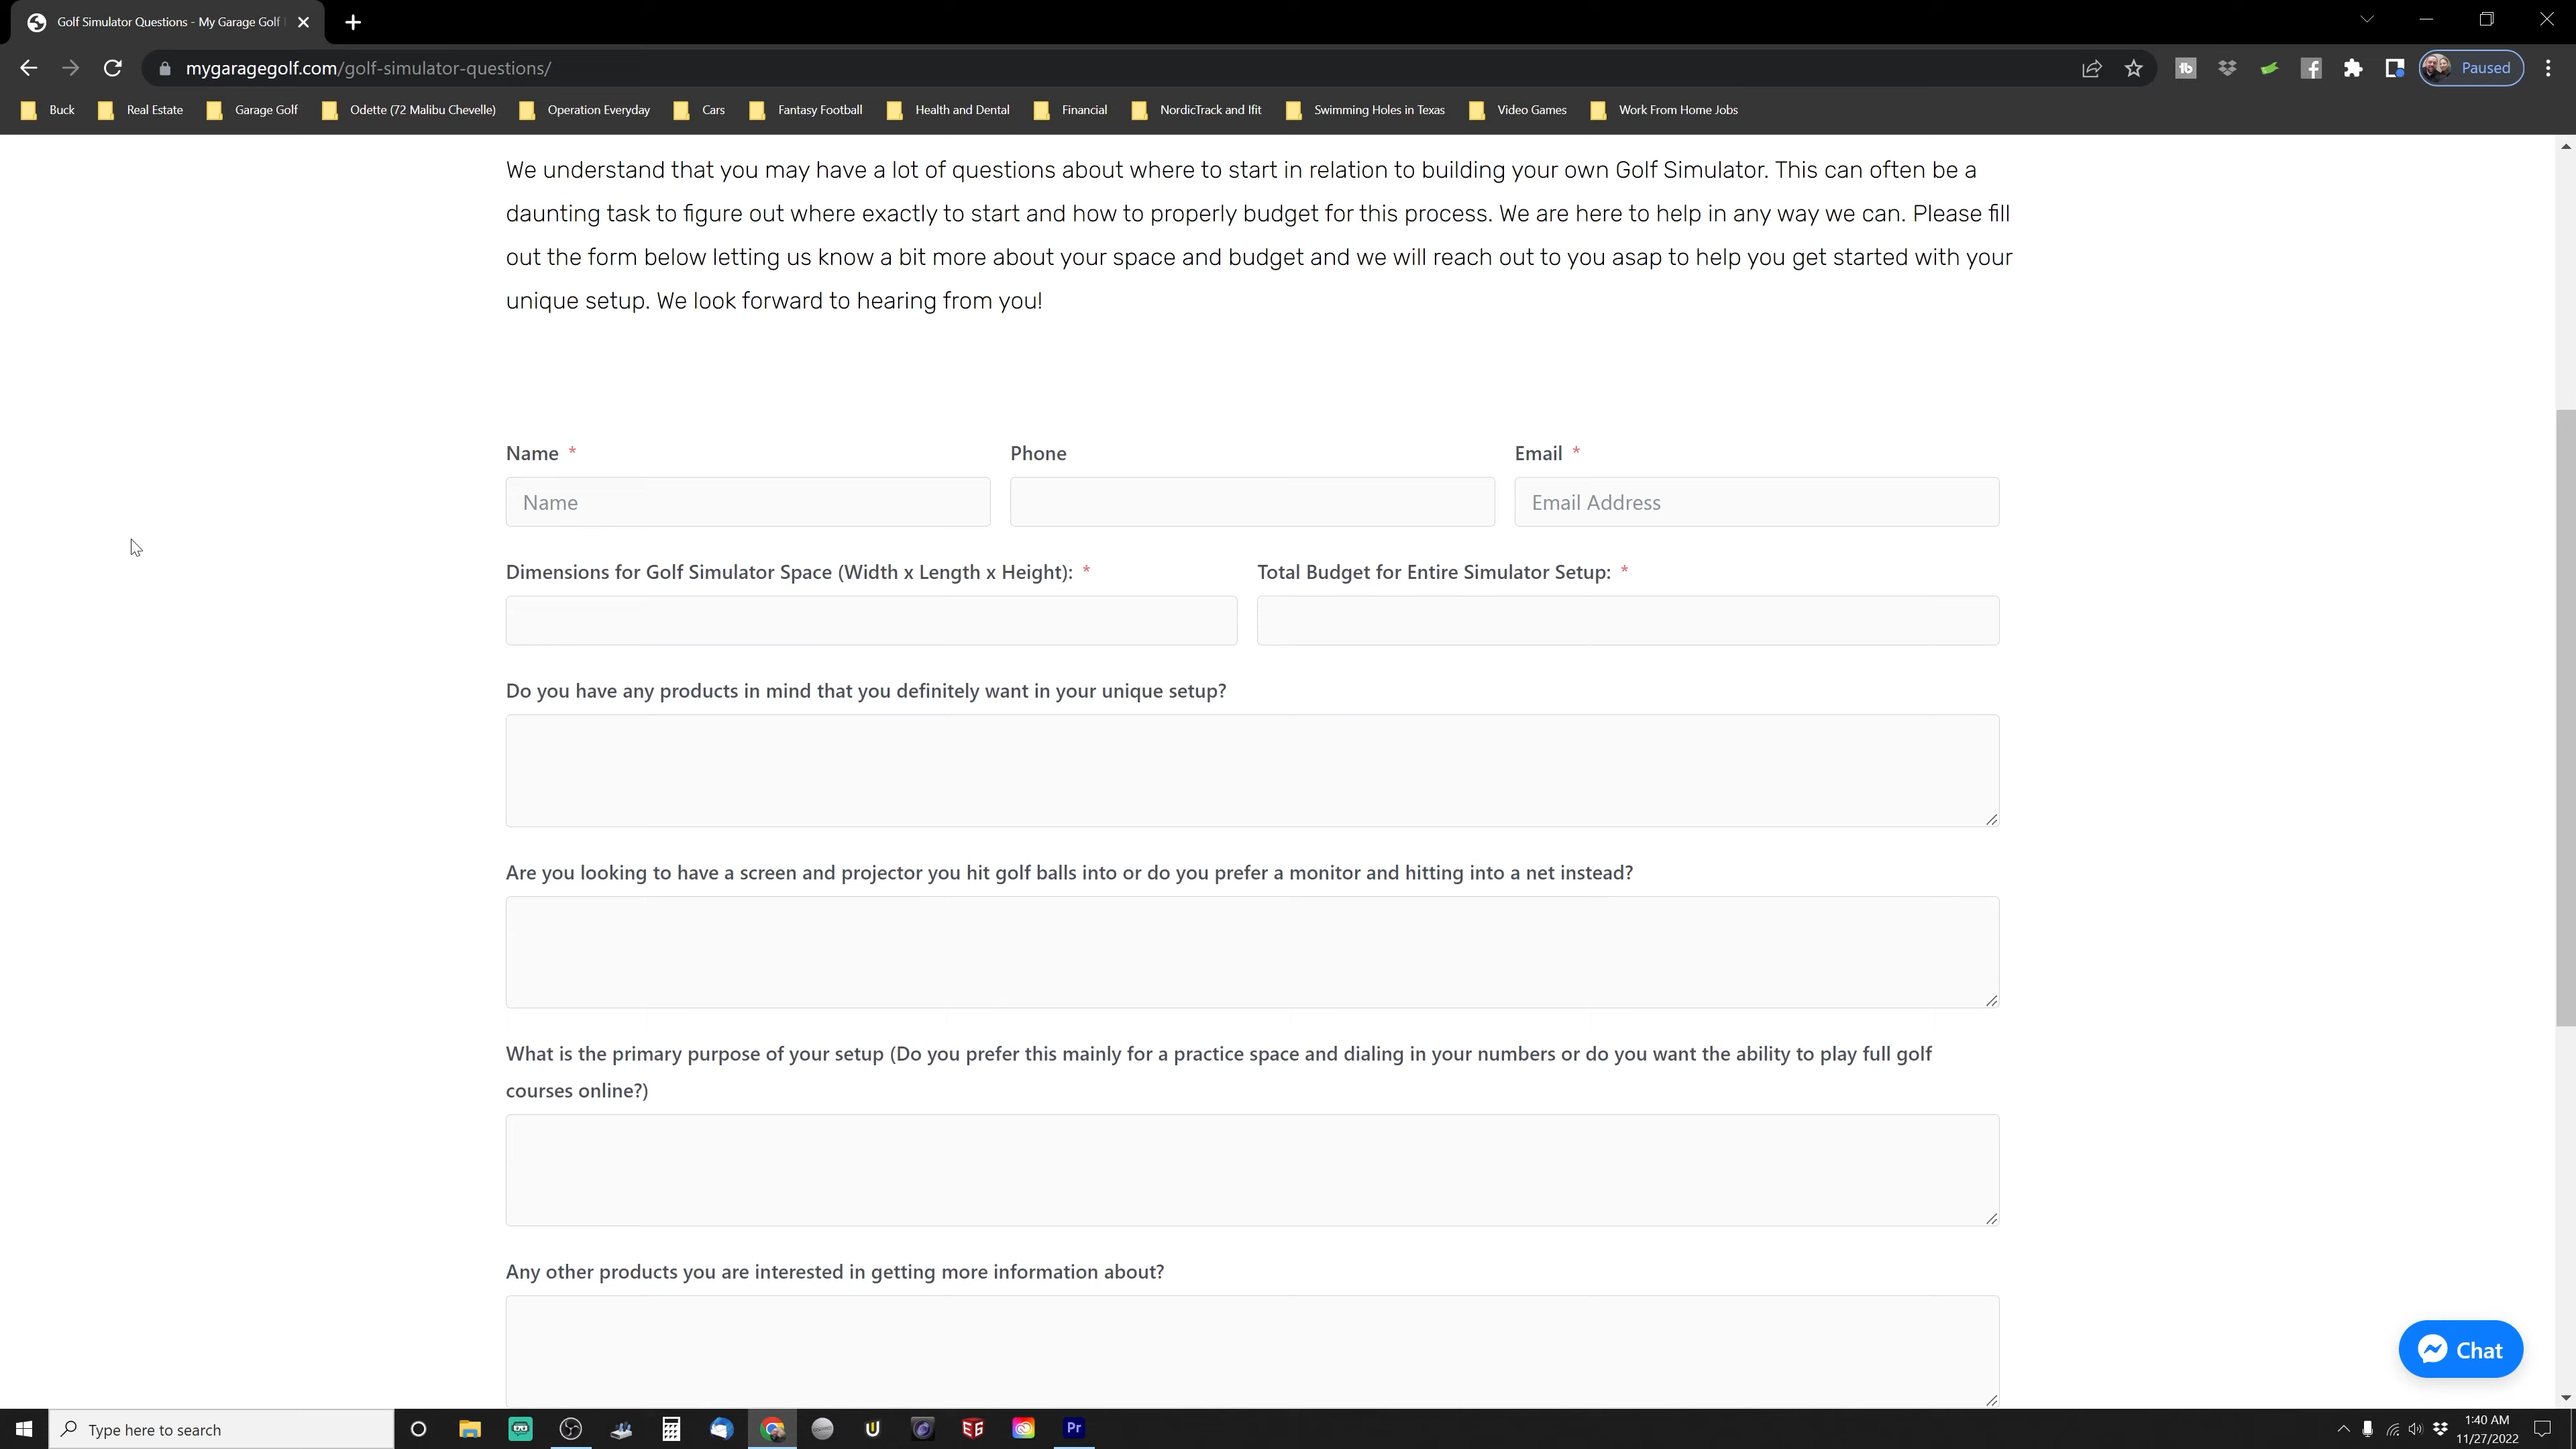 Golf Simulator Questions - My Garage Golf
mygaragegolf.com/golf-simulator-questions/
Paused
Buck Real Estate Garage Golf Odette (72 Malibu Chevelle) Operation Everyday Cars Fantasy Football Health and Dental Financial NordicTrack and Ifit Swimming Holes in Texas Video Games Work From Home Jobs
We understand that you may have a lot of questions about where to start in relation to building your own Golf Simulator. This can often be a
daunting task to figure out where exactly to start and how to properly budget for this process. We are here to help in any way we can. Please fill
out the form below letting us know a bit more about your space and budget and we will reach out to you asap to help you get started with your
unique setup. We look forward to hearing from you!
Name * Phone Email *
Name Email Address
Dimensions for Golf Simulator Space (Width x Length x Height): * Total Budget for Entire Simulator Setup: *
Do you have any products in mind that you definitely want in your unique setup?
Are you looking to have a screen and projector you hit golf balls into or do you prefer a monitor and hitting into a net instead?
What is the primary purpose of your setup (Do you prefer this mainly for a practice space and dialing in your numbers or do you want the ability to play full golf
courses online?)
Any other products you are interested in getting more information about?
Chat
Type here to search
Pr
1:40 AM
11/27/2022